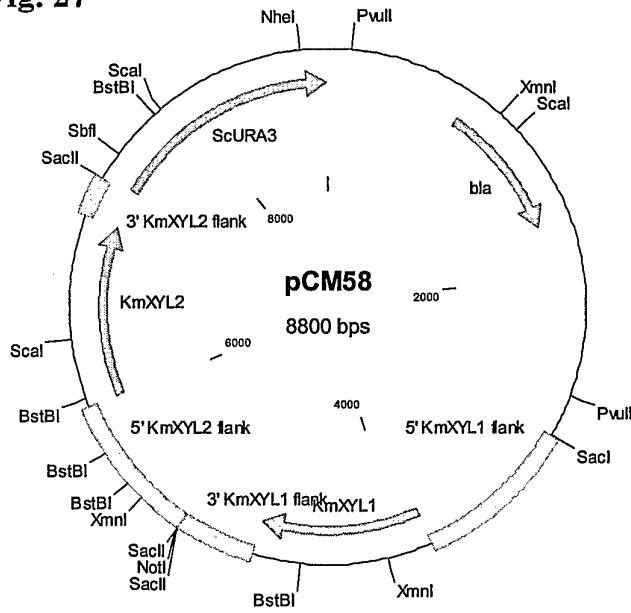 Fig. 27
NheI
PvuII
ScaI
BstBI
XmnI
ScaI
SbfI
ScURA3
SacII
bla
3' KmXYL2 flank
8000
pCM58
2000
KmXYL2
8800 bps
ScaI
6000
4000
BstBI
PvuII
5' KmXYL2 flank
5' KmXYL1 flank
SacI
BstBI
BstBI
3' KmXYL1 flank
KmXYL1
XmnI
SacII
NotI
SacII
BstBI
XmnI